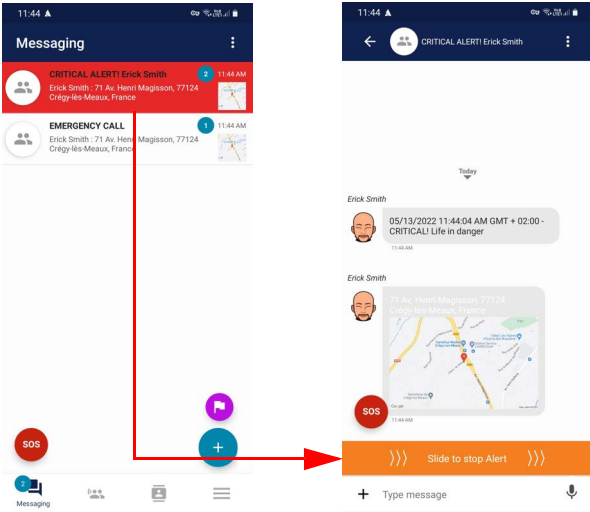 11:44
Messaging
CRITICAL ALERT! Erick Smith
2
11:44 AM
Erick Smith : 71 Av. Henri Magisson, 77124
Crégy-lès-Meaux, France
EMERGENCY CALL
1
11:44 AM
Erick Smith : 71 Av. Henri Magisson, 77124
Crégy-lès-Meaux, France
SOS
+
2
Messaging
11:44
CRITICAL ALERT! Erick Smith
Today
Erick Smith
05/13/2022 11:44:04 AM GMT + 02:00 -
CRITICAL! Life in danger
11:44 AM
Erick Smith
71 Av. Henri Magisson, 77124
Crégy-lès-Meaux, France
Google
SOS
11:44 AM
Slide to stop Alert
+ Type message